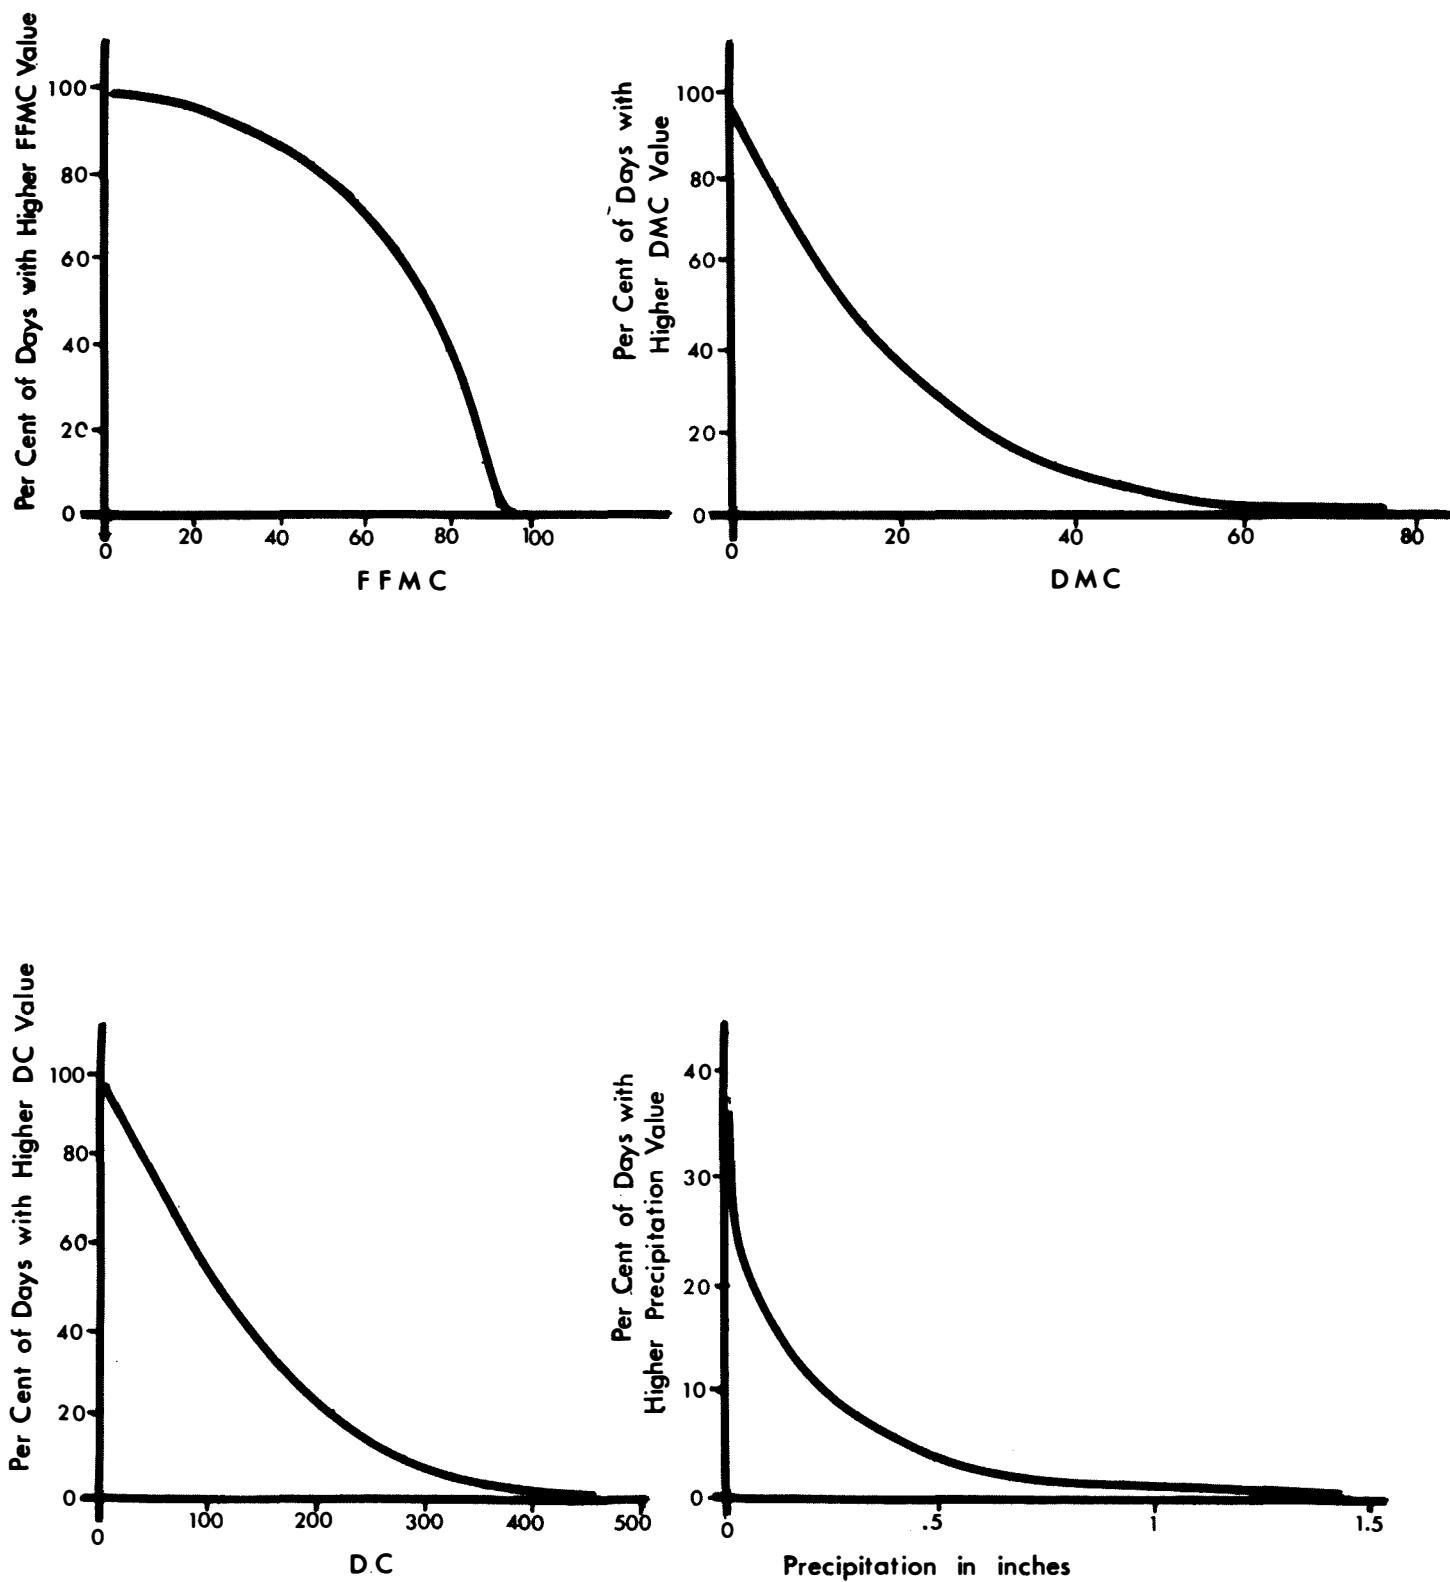 Per Cent of Days with Higher FFMC Value
100
80
60
40
20
0
0 20 40 60 80 100
FFMC
Per Cent of Days with
Higher DMC Value
100
80
60
40
20
0
0 20 40 60 80
DMC
Per Cent of Days with Higher DC Value
100
80
60
40
20
0
0 100 200 300 400 500
DC
Per Cent of Days with
Higher Precipitation Value
40
30
20
10
0
0 .5 1 1.5
Precipitation in inches